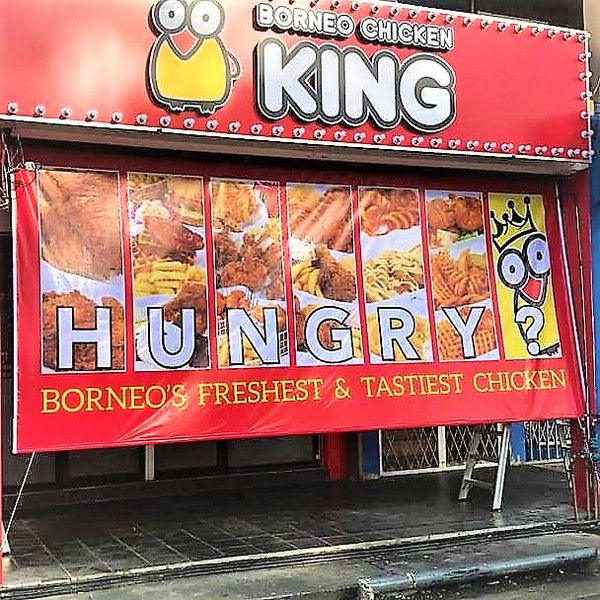 BORNEO CHICKEN
KING
HUNGRY?
BORNEO'S FRESHEST & TASTIEST CHICKEN